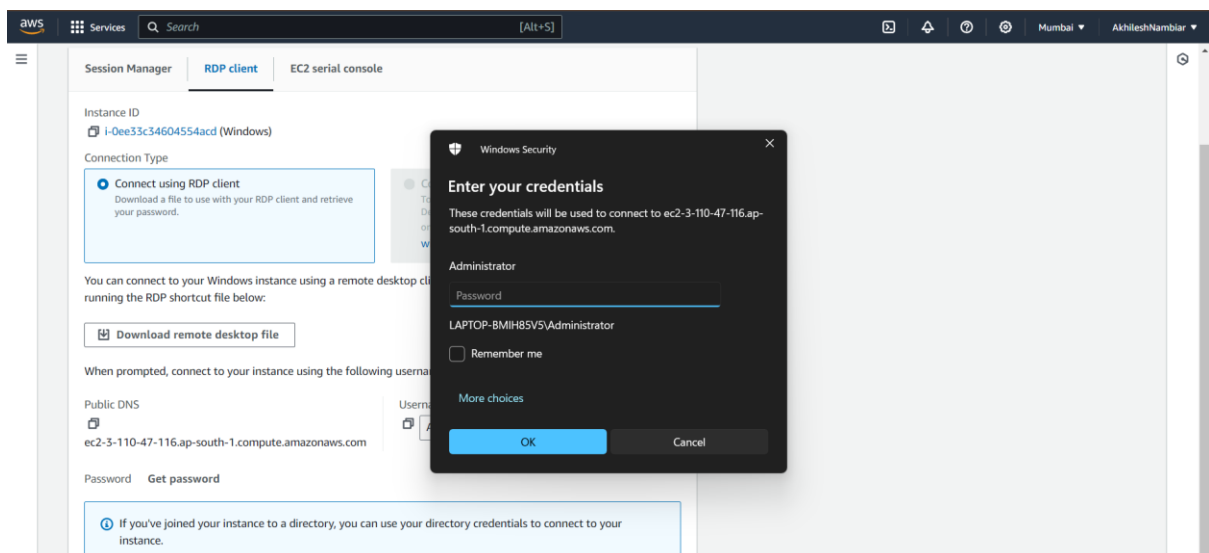 aws
Services
Search
[Alt+S]
Mumbai
AkhileshNambiar
Session Manager
RDP client
EC2 serial console
Instance ID
i-0ee33c34604554acd (Windows)
Connection Type
Connect using RDP client
Download a file to use with your RDP client and retrieve
your password.
You can connect to your Windows instance using a remote desktop
running the RDP shortcut file below:
Download remote desktop file
When prompted, connect to your instance using the following
Public DNS
ec2-3-110-47-116.ap-south-1.compute.amazonaws.com
Password
Get password
If you've joined your instance to a directory, you can use your directory credentials to connect to your
instance.
Windows Security
Enter your credentials
These credentials will be used to connect to ec2-3-110-47-116.ap-
south-1.compute.amazonaws.com.
Administrator
Password
LAPTOP-BMIH85V5\Administrator
Remember me
More choices
OK
Cancel